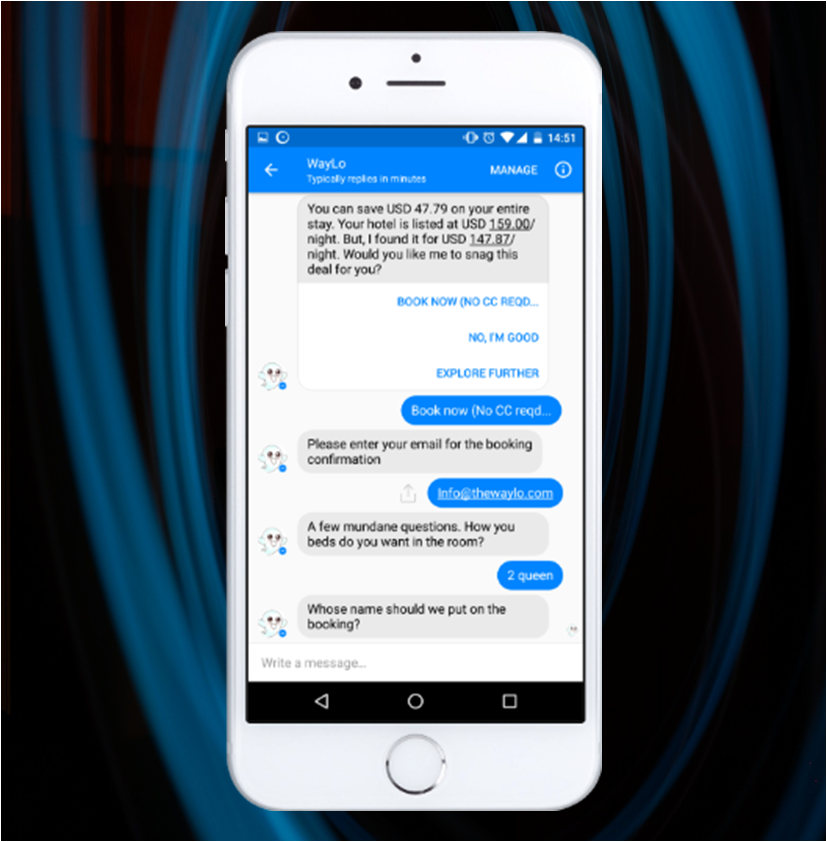 14:51
WayLo
Typically replies in minutes
MANAGE
You can save USD 47.79 on your entire
stay. Your hotel is listed at USD 159.00/
night. But, I found it for USD 147.87/
night. Would you like me to snag this
deal for you?
BOOK NOW (NO CC REQD...
NO, I'M GOOD
EXPLORE FURTHER
Book now (No CC reqd...
Please enter your email for the booking
confirmation
Info@thewaylo.com
A few mundane questions. How you
beds do you want in the room?
2 queen
Whose name should we put on the
booking?
Write a message...